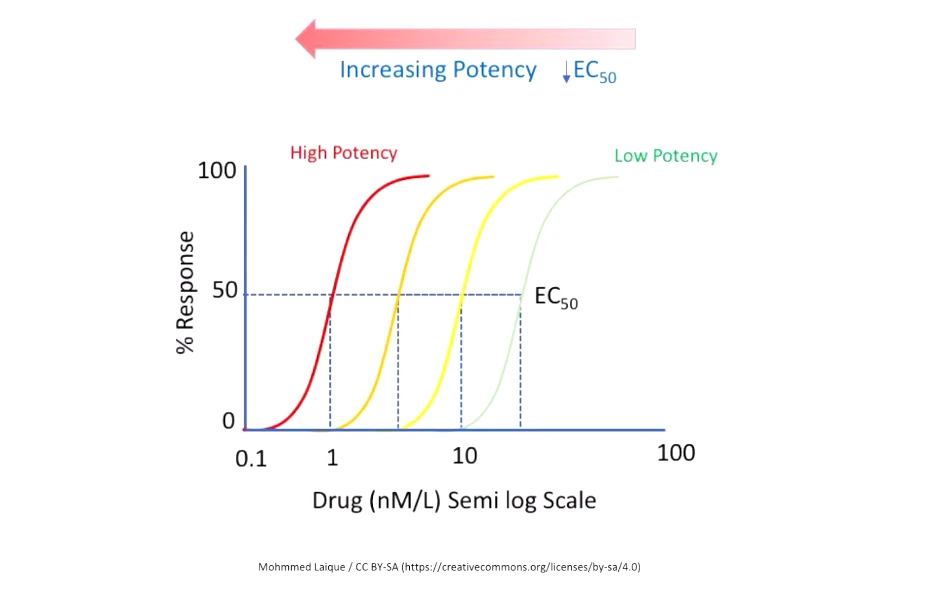 Increasing Potency ↓EC50
High Potency
Low Potency
100
50
0
% Response
EC50
0.1 1 10 100
Drug (nM/L) Semi log Scale
Mohmmed Laique / CC BY-SA (https://creativecommons.org/licenses/by-sa/4.0)